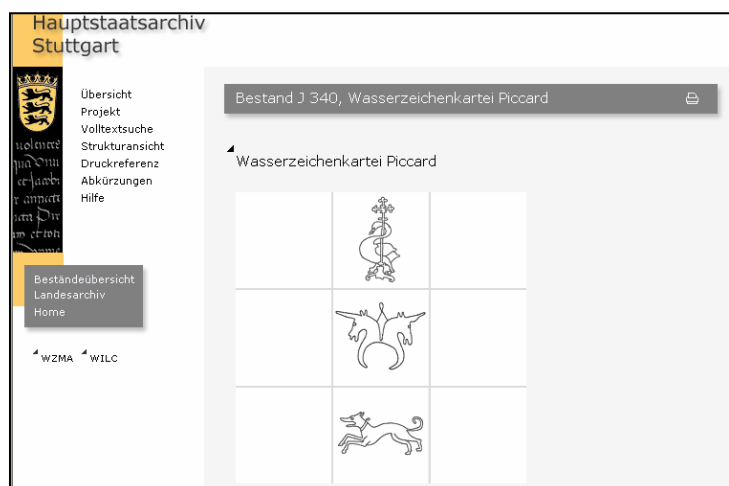 Hauptstaatsarchiv
Stuttgart
Übersicht
Projekt
Volltextsuche
Strukturansicht
Druckreferenz
Abkürzungen
Hilfe
Beständeübersicht
Landesarchiv
Home
WZMA WILC
Bestand J 340, Wasserzeichenkartei Piccard
Wasserzeichenkartei Piccard